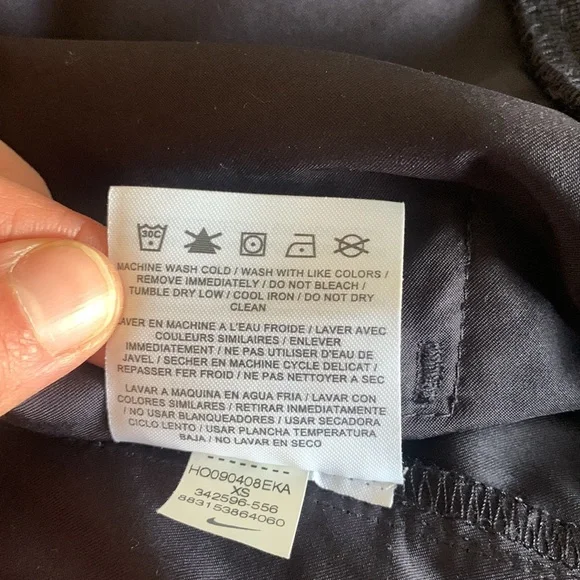 30C
MACHINE WASH COLD / WASH WITH LIKE COLORS /
REMOVE IMMEDIATELY / DO NOT BLEACH /
TUMBLE DRY LOW / COOL IRON / DO NOT DRY
CLEAN
LAVER EN MACHINE A L'EAU FROIDE / LAVER AVEC
COULEURS SIMILAIRES / ENLEVER
IMMEDIATEMENT / NE PAS UTILISER D'EAU DE
JAVEL / SECHER EN MACHINE CYCLE DELICAT /
REPASSER FER FROID / NE PAS NETTOYER A SEC
LAVAR A MAQUINA EN AGUA FRIA / LAVAR CON
COLORES SIMILARES / RETIRAR INMEDIATAMENTE
/ NO USAR BLANQUEADORES / USAR SECADORA
CICLO LENTO / USAR PLANCHA TEMPERATURA
BAJA / NO LAVAR EN SECO
HO090408EKA
XS
342596-556
883153864060